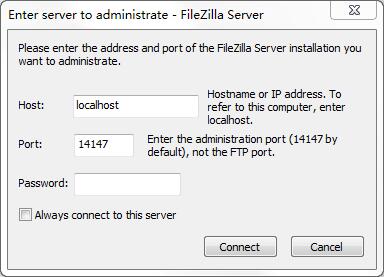 Enter server to administrate - FileZilla Server
Please enter the address and port of the FileZilla Server installation you
want to administrate.
Host:
localhost
Hostname or IP address. To
refer to this computer, enter
localhost.
Port:
14147
Enter the administration port (14147 by
default), not the FTP port.
Password:
Always connect to this server
Connect
Cancel